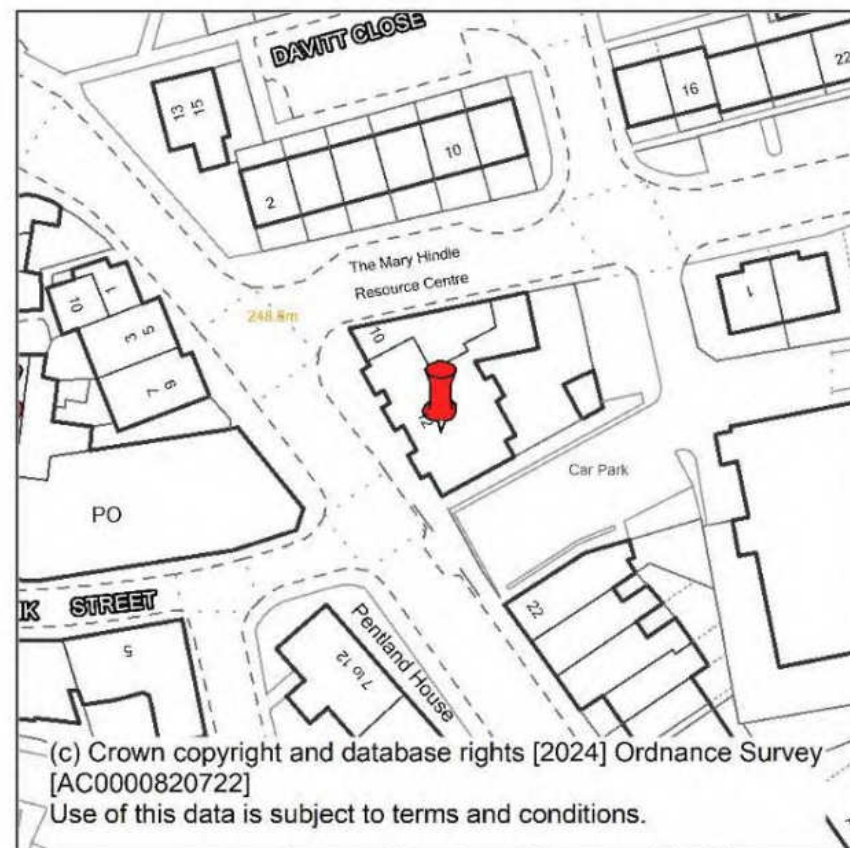 DAVITT CLOSE
13
15
22
16
10
2
The Mary Hindle
Resource Centre
10
1
248.8m
3
5
7
9
10
1
12
Car Park
PO
STREET
22
5
Pentland House
7 to 12
(c) Crown copyright and database rights [2024] Ordnance Survey
[AC0000820722]
Use of this data is subject to terms and conditions.